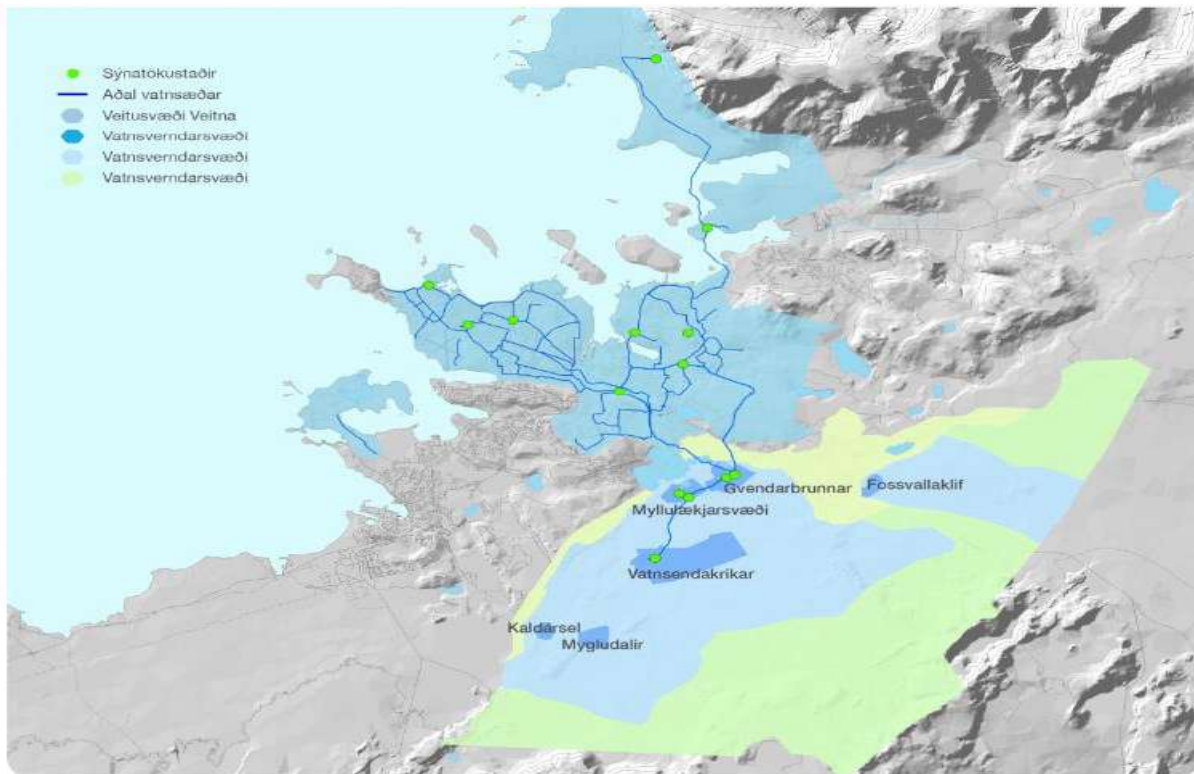 Sýnatökustaðir
Aðal vatnsæðar
Veitusvæði Veitna
Vatnsverndarsvæði
Vatnsverndarsvæði
Vatnsverndarsvæði
Gvendarbrunnar
Fossvallaklif
Myllulækjarsvæði
Vatnsendakrikar
Kaldársel
Mygludalir